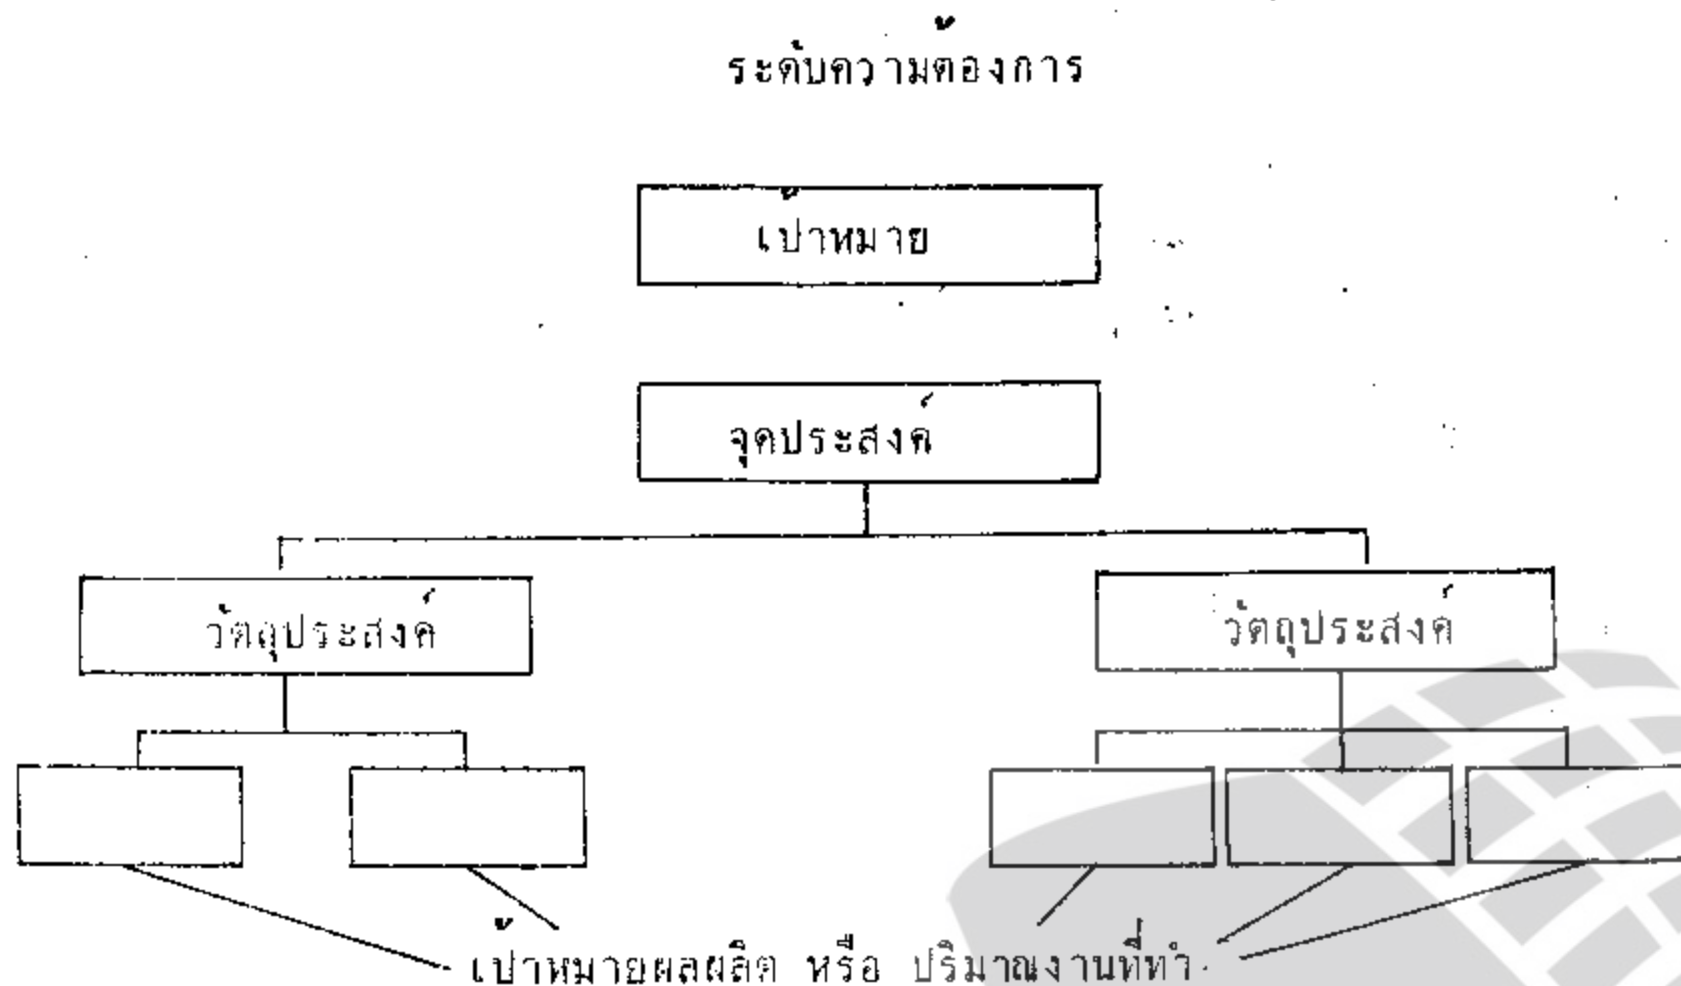 ระดับความต้องการ
เป้าหมาย
จุดประสงค์
วัตถุประสงค์
วัตถุประสงค์
เป้าหมายผลผลิต หรือ ปริมาณงานที่ทำ